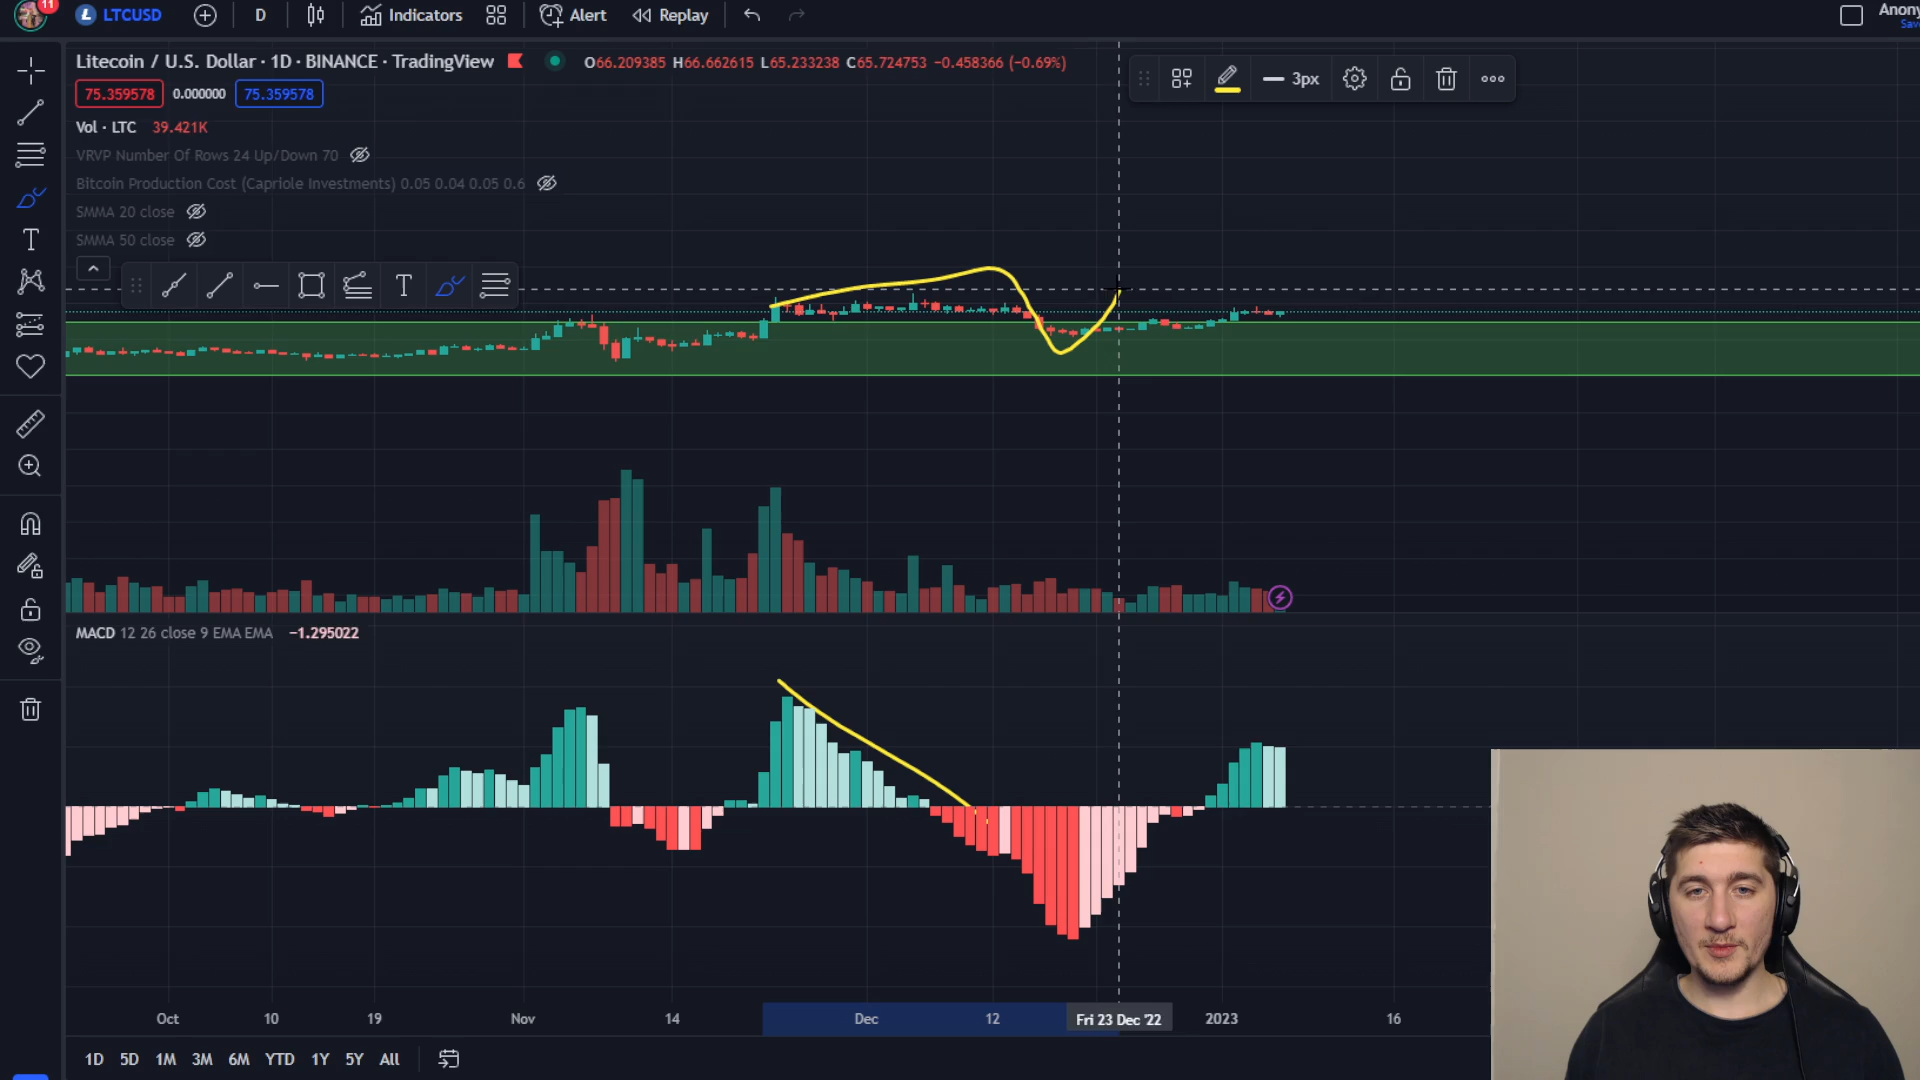 11 LTCUSD D Indicators Alert Replay Anony
Sav
Litecoin / U.S. Dollar · 1D · BINANCE · TradingView O66.209385 H66.662615 L65.233238 C65.724753 −0.458366 (−0.69%)
3px
75.359578 0.000000 75.359578
Vol · LTC 39.421K
VRVP Number Of Rows 24 Up/Down 70
Bitcoin Production Cost (Capriole Investments) 0.05 0.04 0.05 0.6
SMMA 20 close
SMMA 50 close
T
MACD 12 26 close 9 EMA EMA −1.295022
Oct 10 19 Nov 14 Dec 12 Fri 23 Dec '22 2023 16
1D 5D 1M 3M 6M YTD 1Y 5Y All